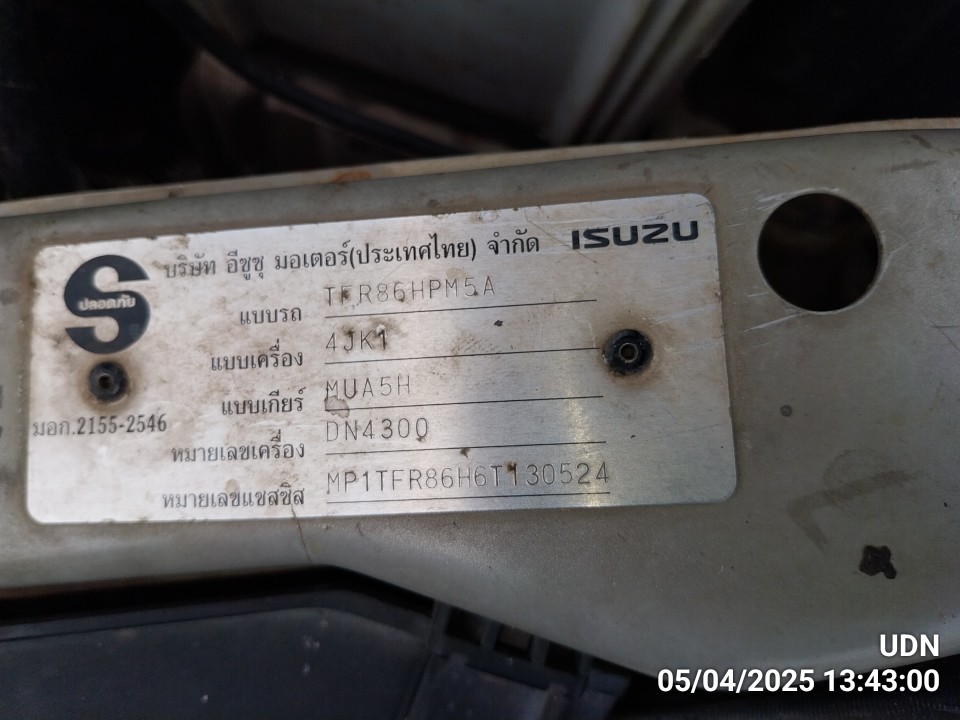 บริษัท อีซูซุ มอเตอร์(ประเทศไทย) จำกัด ISUZU
S ปลอดภัย
แบบรถ TFR86HPM5A
แบบเครื่อง 4JK1
แบบเกียร์ MUA5H
มอก.2155-2546
หมายเลขเครื่อง DN4300
หมายเลขแชสซิส MP1TFR86H6T130524
UDN
05/04/2025 13:43:00